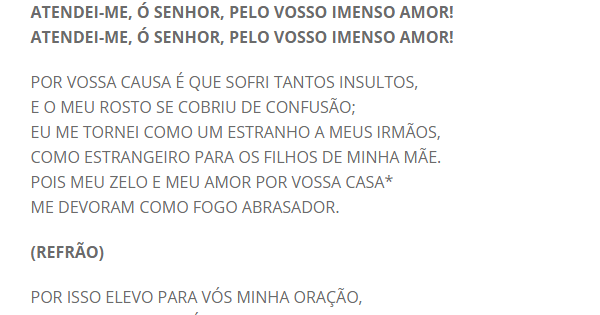 ATENDEI-ME, Ó SENHOR, PELO VOSSO IMENSO AMOR!
ATENDEI-ME, Ó SENHOR, PELO VOSSO IMENSO AMOR!
POR VOSSA CAUSA É QUE SOFRI TANTOS INSULTOS,
E O MEU ROSTO SE COBRIU DE CONFUSÃO;
EU ME TORNEI COMO UM ESTRANHO A MEUS IRMÃOS,
COMO ESTRANGEIRO PARA OS FILHOS DE MINHA MÃE.
POIS MEU ZELO E MEU AMOR POR VOSSA CASA*
ME DEVORAM COMO FOGO ABRASADOR.
(REFRÃO)
POR ISSO ELEVO PARA VÓS MINHA ORAÇÃO,